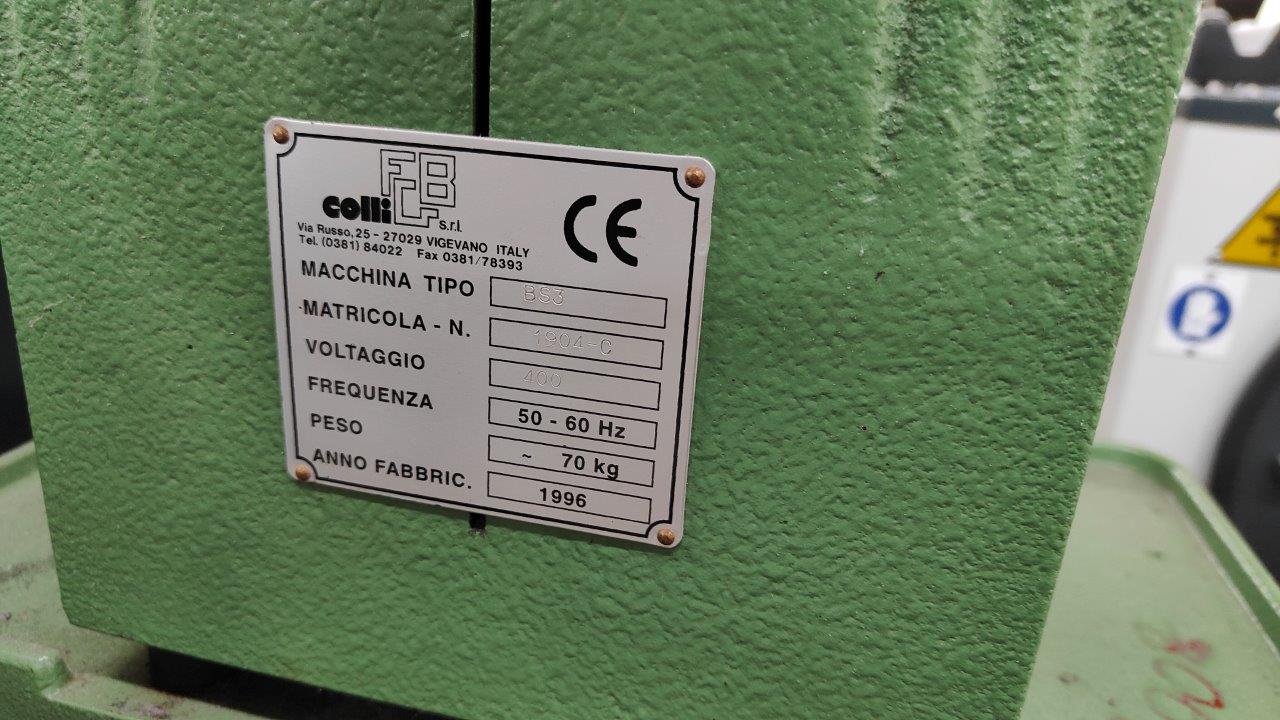 FCB
colli s.r.l.
Via Russo, 25 - 27029 VIGEVANO ITALY
Tel. (0381) 84022 Fax 0381/78393
CE
MACCHINA TIPO BS3
MATRICOLA - N. 1904-C
VOLTAGGIO 400
FREQUENZA 50 - 60 Hz
PESO ~ 70 kg
ANNO FABBRIC. 1996